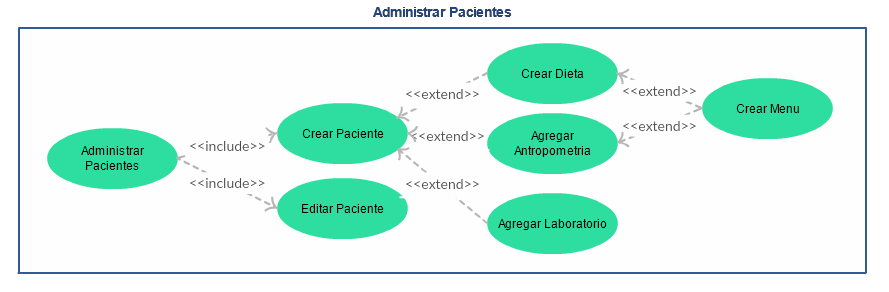 Administrar Pacientes
Crear Dieta
<<extend>>
<<extend>>
Crear Menu
Crear Paciente
<<extend>>
Agregar
Antropometria
<<extend>>
<<include>>
Administrar
Pacientes
<<include>>
<<extend>>
Editar Paciente
Agregar Laboratorio